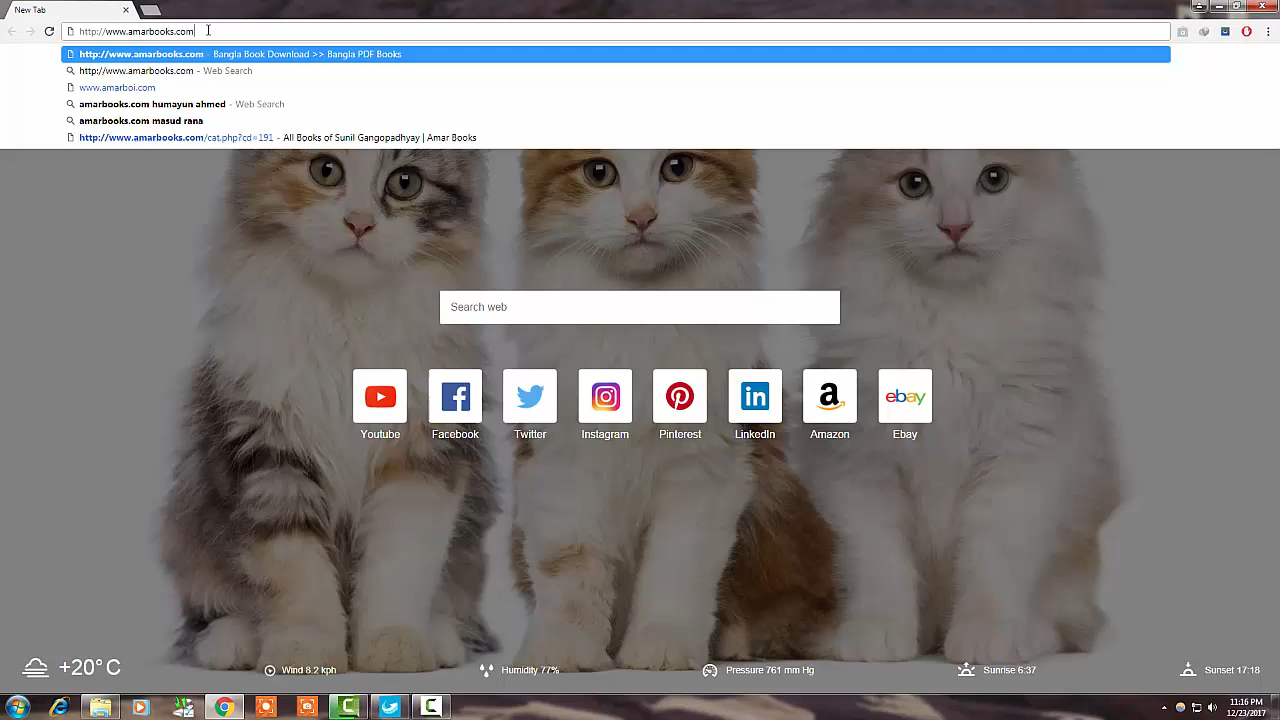 New Tab
http://www.amarbooks.com
http://www.amarbooks.com - Bangla Book Download >> Bangla PDF Books
http://www.amarbooks.com - Web Search
www.amarboi.com
amarbooks.com humayun ahmed - Web Search
amarbooks.com masud rana
http://www.amarbooks.com/cat.php?cd=191 - All Books of Sunil Gangopadhyay | Amar Books
Search web
ebay
Youtube Facebook Twitter Instagram Pinterest LinkedIn Amazon Ebay
+20° C Wind 8.2 kph Humidity 77% Pressure 761 mm Hg Sunrise 6:37 Sunset 17:18
11:16 PM
12/23/2017